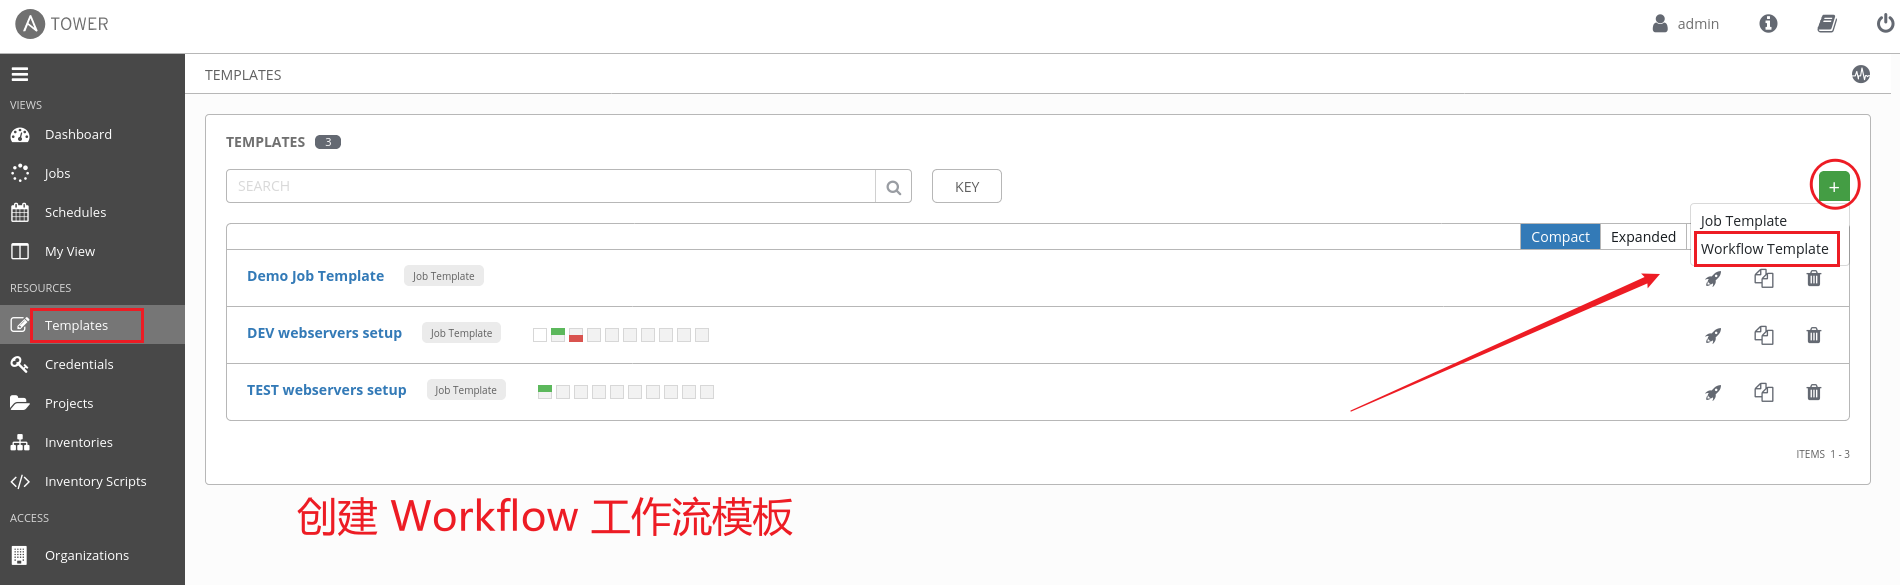 TOWER
admin
VIEWS
Dashboard
Jobs
Schedules
My View
RESOURCES
Templates
Credentials
Projects
Inventories
Inventory Scripts
ACCESS
Organizations
TEMPLATES
TEMPLATES 3
SEARCH
KEY
+
Job Template
Workflow Template
Compact Expanded
Demo Job Template Job Template
DEV webservers setup Job Template
TEST webservers setup Job Template
ITEMS 1 - 3
创建 Workflow 工作流模板